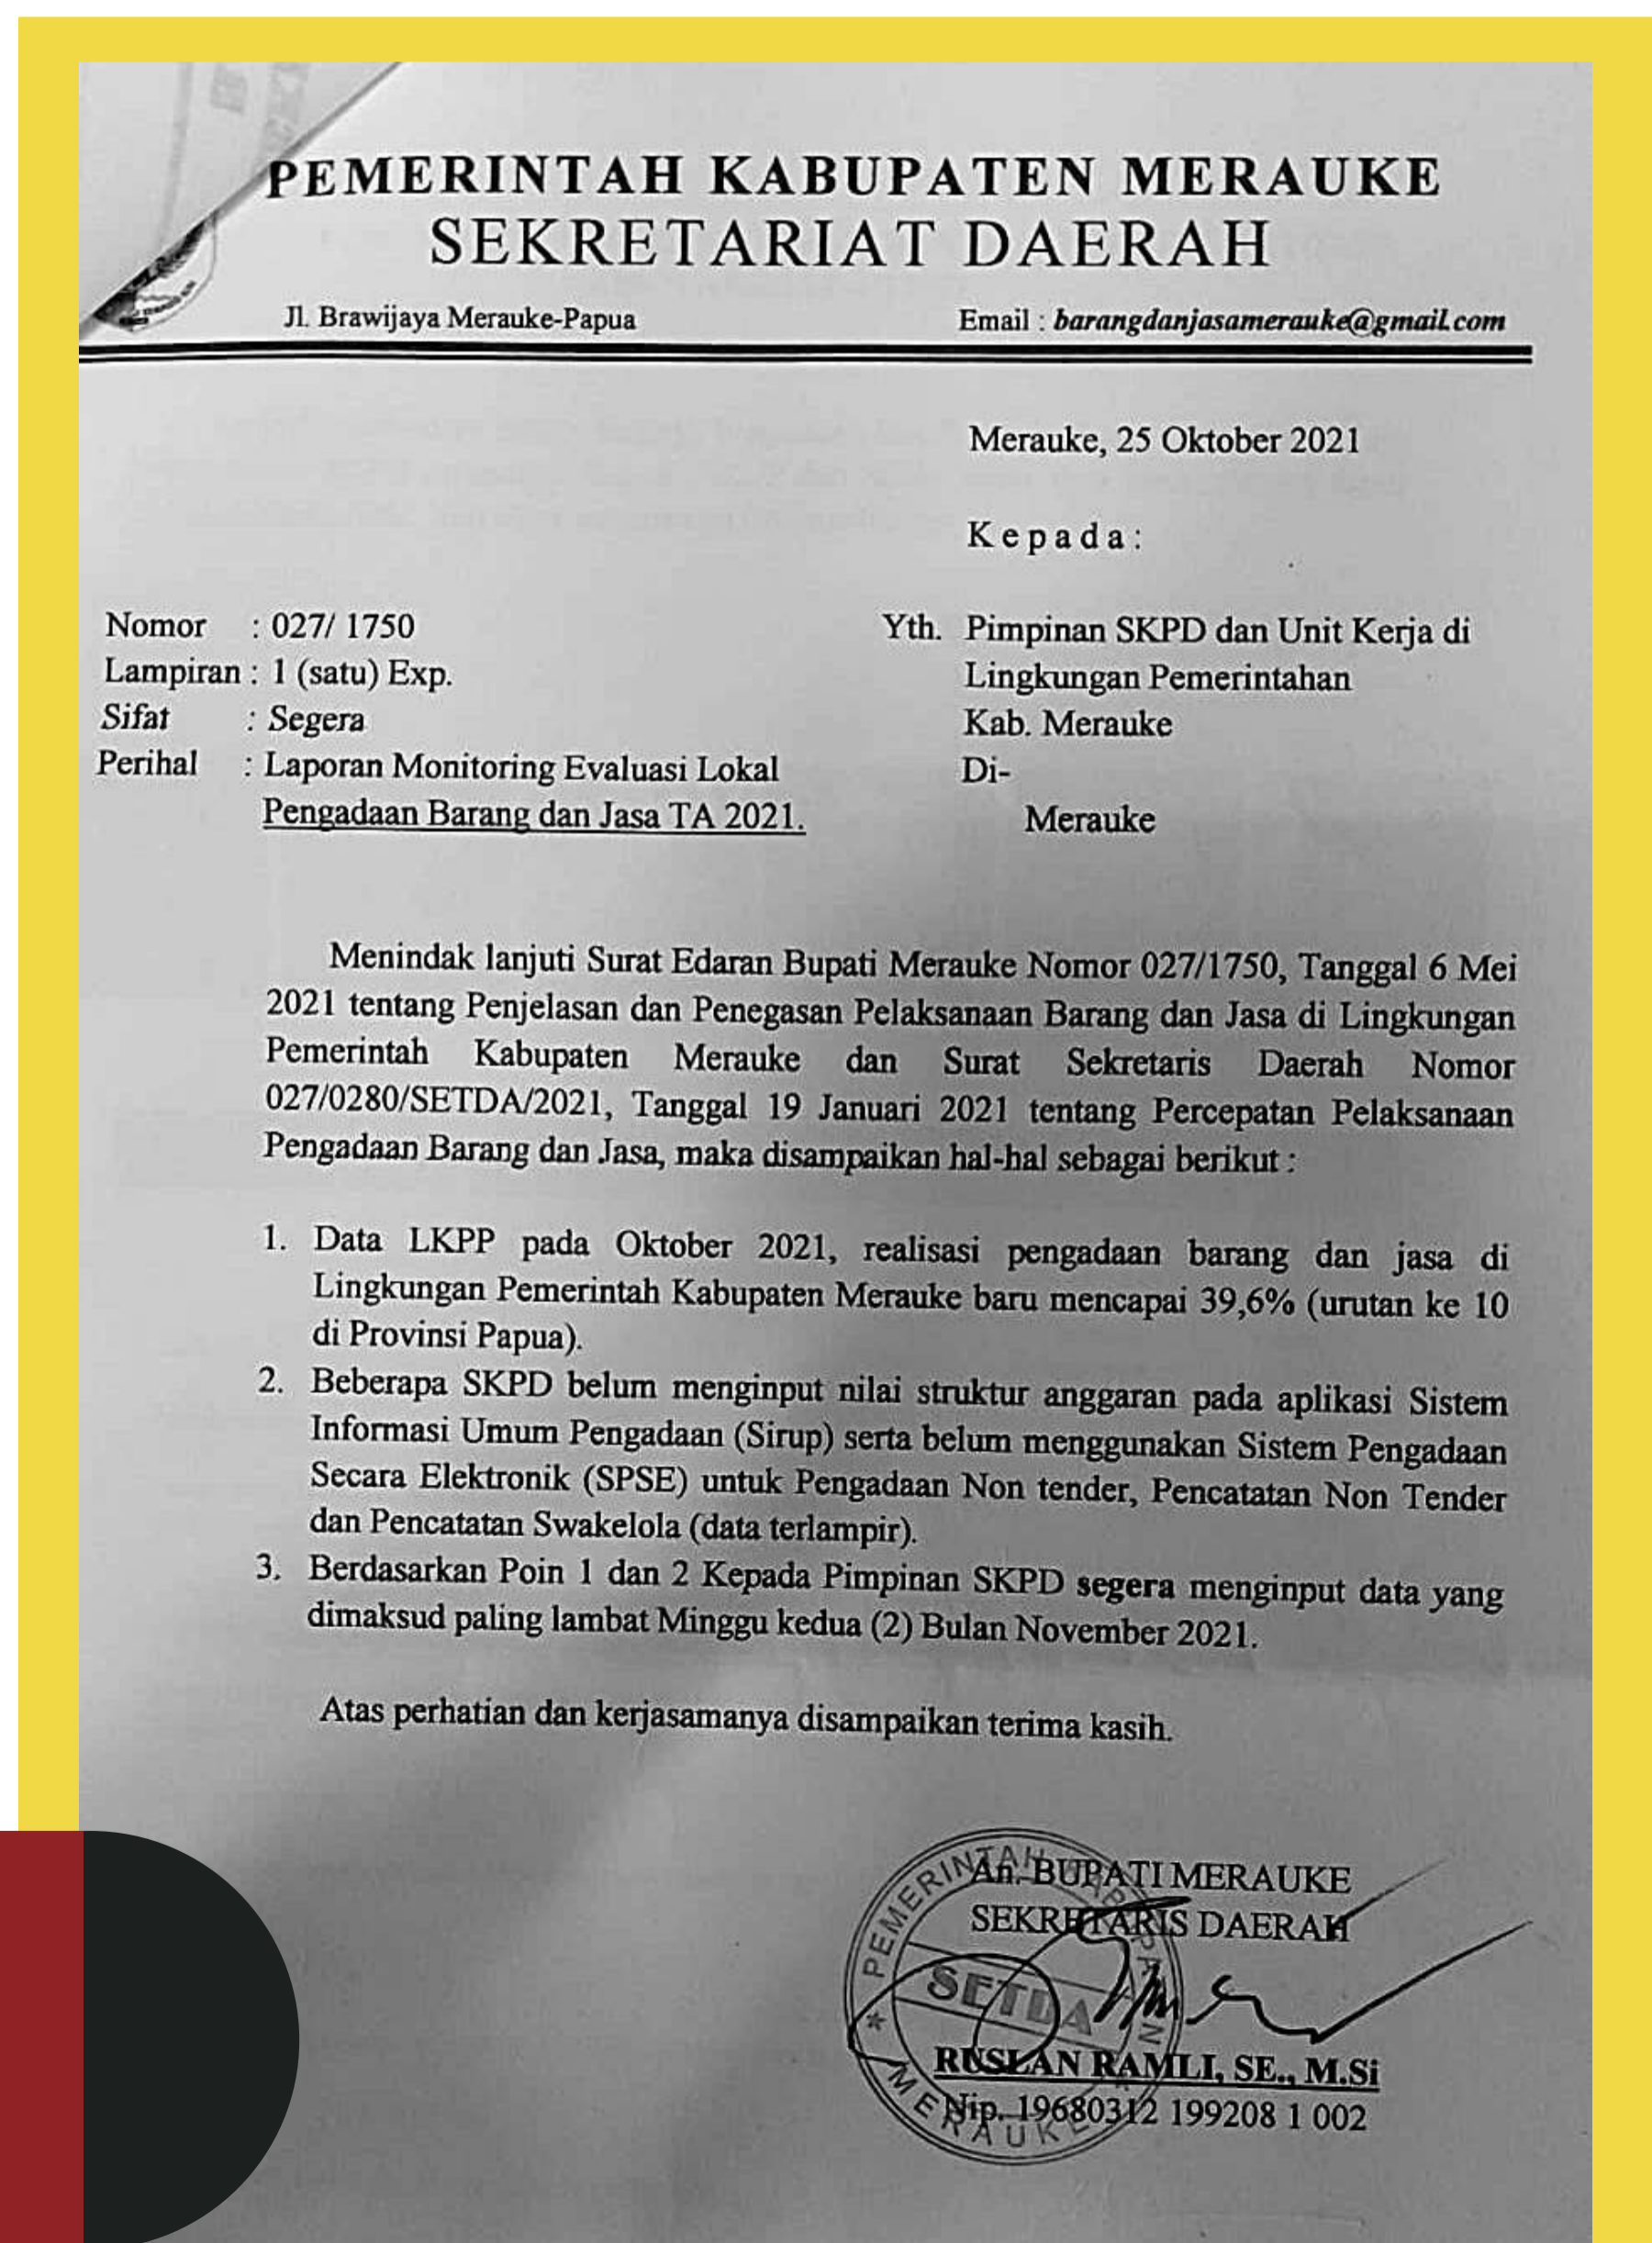 PEMERINTAH KABUPATEN MERAUKE
SEKRETARIAT DAERAH
Jl. Brawijaya Merauke-Papua Email : barangdanjasamerauke@gmail.com
Merauke, 25 Oktober 2021
Kepada:
Nomor : 027/ 1750
Lampiran : 1 (satu) Exp.
Sifat : Segera
Perihal : Laporan Monitoring Evaluasi Lokal
Pengadaan Barang dan Jasa TA 2021.
Yth. Pimpinan SKPD dan Unit Kerja di
Lingkungan Pemerintahan
Kab. Merauke
Di-
Merauke
Menindak lanjuti Surat Edaran Bupati Merauke Nomor 027/1750, Tanggal 6 Mei
2021 tentang Penjelasan dan Penegasan Pelaksanaan Barang dan Jasa di Lingkungan
Pemerintah Kabupaten Merauke dan Surat Sekretaris Daerah Nomor
027/0280/SETDA/2021, Tanggal 19 Januari 2021 tentang Percepatan Pelaksanaan
Pengadaan Barang dan Jasa, maka disampaikan hal-hal sebagai berikut :
1. Data LKPP pada Oktober 2021, realisasi pengadaan barang dan jasa di
Lingkungan Pemerintah Kabupaten Merauke baru mencapai 39,6% (urutan ke 10
di Provinsi Papua).
2. Beberapa SKPD belum menginput nilai struktur anggaran pada aplikasi Sistem
Informasi Umum Pengadaan (Sirup) serta belum menggunakan Sistem Pengadaan
Secara Elektronik (SPSE) untuk Pengadaan Non tender, Pencatatan Non Tender
dan Pencatatan Swakelola (data terlampir).
3. Berdasarkan Poin 1 dan 2 Kepada Pimpinan SKPD segera menginput data yang
dimaksud paling lambat Minggu kedua (2) Bulan November 2021.
Atas perhatian dan kerjasamanya disampaikan terima kasih.
An. BUPATI MERAUKE
SEKRETARIS DAERAH
PEMERINTAH KABUPATEN
SETDA
MERAUKE
RUSLAN RAMLI, SE., M.Si
Nip. 19680312 199208 1 002